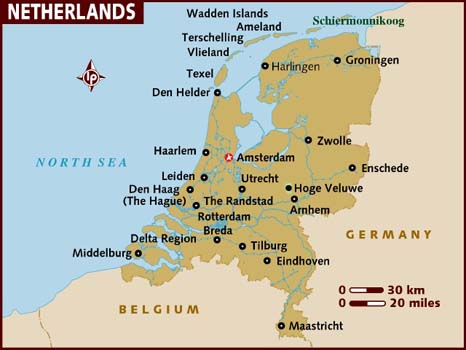 NETHERLANDS
Wadden Islands
Ameland
Schiermonnikoog
Terschelling
Vlieland
Texel
Harlingen
Groningen
Den Helder
LP
Haarlem
Amsterdam
Zwolle
NORTH SEA
Leiden
Utrecht
Enschede
Den Haag
(The Hague)
The Randstad
Hoge Veluwe
Arnhem
Rotterdam
Delta Region
Breda
Tilburg
GERMANY
Middelburg
Eindhoven
0 30 km
0 20 miles
BELGIUM
Maastricht